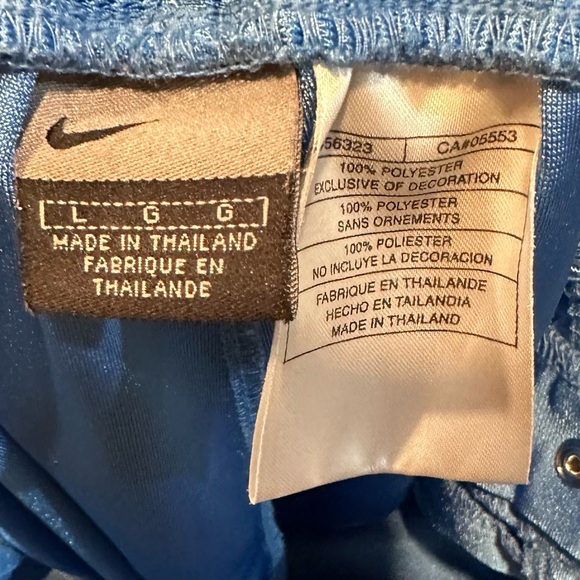 L G G
MADE IN THAILAND
FABRIQUE EN
THAILANDE
56323 CA#05553
100% POLYESTER
EXCLUSIVE OF DECORATION
100% POLYESTER
SANS ORNEMENTS
100% POLIESTER
NO INCLUYE LA DECORACION
FABRIQUE EN THAILANDE
HECHO EN TAILANDIA
MADE IN THAILAND